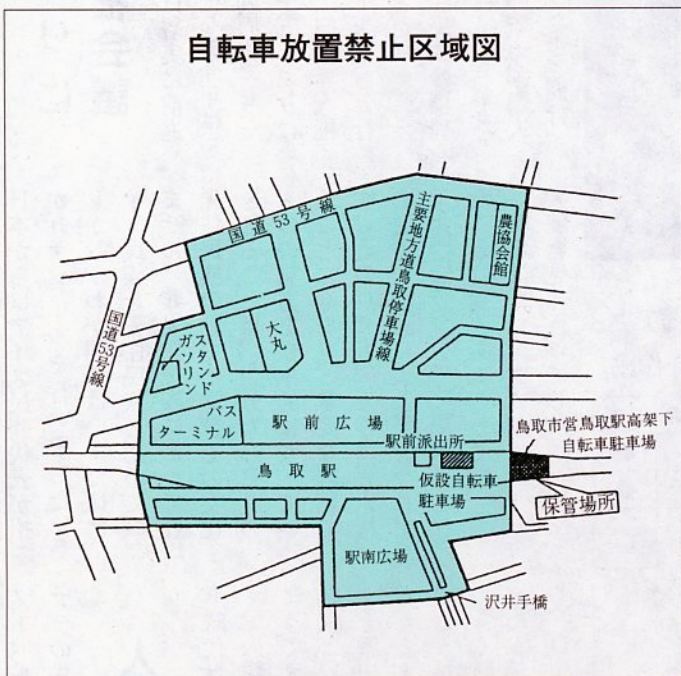 自転車放置禁止区域図
国道53号線
主要地方道鳥取停車場線
農協会館
国道53号線
ガソリン
スタンド
大丸
バス
ターミナル
駅前広場
駅前派出所
鳥取市営鳥取駅高架下
自転車駐車場
鳥取駅
仮設自転車
駐車場
保管場所
駅南広場
沢井手橋